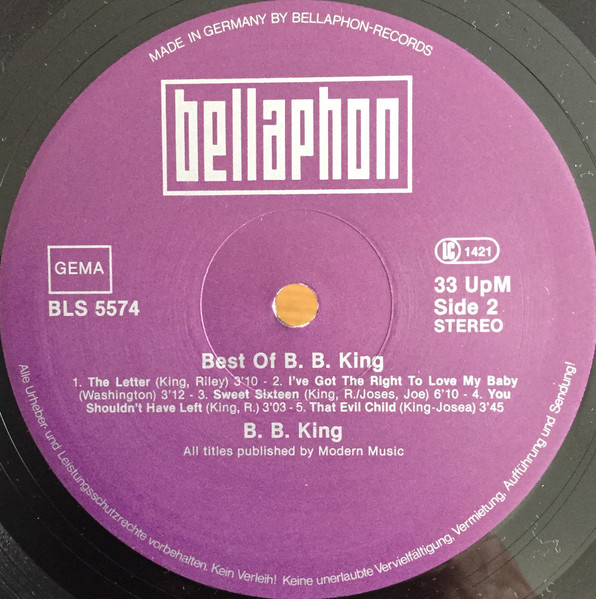 MADE IN GERMANY BY BELLAPHON-RECORDS
bellaphon
GEMA
BLS 5574
LC 1421
33 UpM
Side 2
STEREO
Best Of B. B. King
1. The Letter (King, Riley) 3'10 - 2. I've Got The Right To Love My Baby
(Washington) 3'12 - 3. Sweet Sixteen (King, R./Joses, Joe) 6'10 - 4. You
Shouldn't Have Left (King, R.) 3'03 - 5. That Evil Child (King-Josea) 3'45
B. B. King
All titles published by Modern Music
Alle Urheber- und Leistungsschutzrechte vorbehalten. Kein Verleih! Keine unerlaubte Vervielfältigung, Vermietung, Aufführung und Sendung!